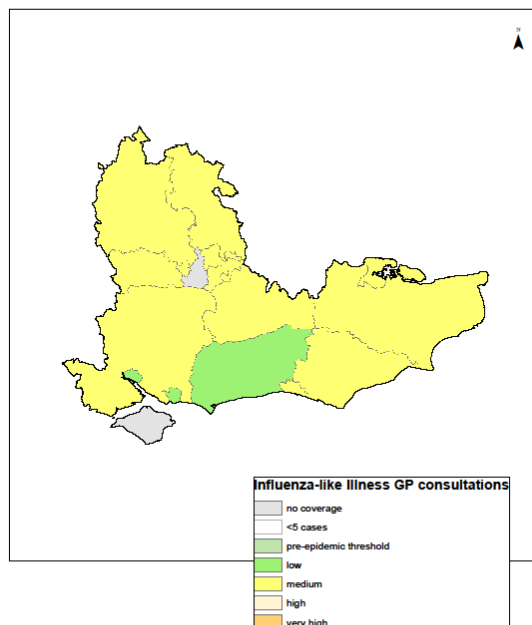 N
Influenza-like Illness GP consultations
no coverage
<5 cases
pre-epidemic threshold
low
medium
high
very high